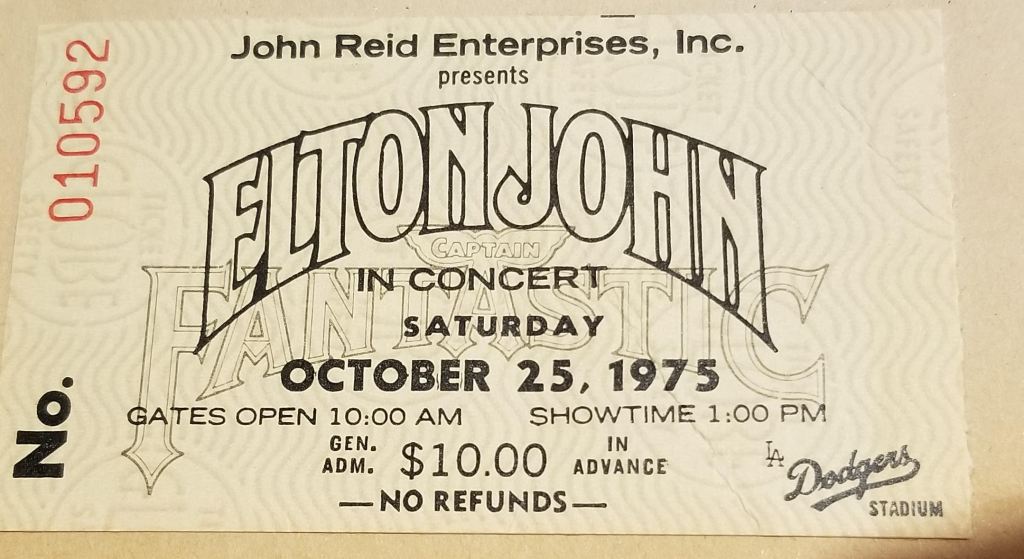 John Reid Enterprises, Inc.
presents
ELTON JOHN
CAPTAIN
FANTASTIC
IN CONCERT
SATURDAY
OCTOBER 25, 1975
GATES OPEN 10:00 AM SHOWTIME 1:00 PM
GEN. ADM. $10.00 IN ADVANCE
—NO REFUNDS—
LA Dodgers
STADIUM
No. 010592